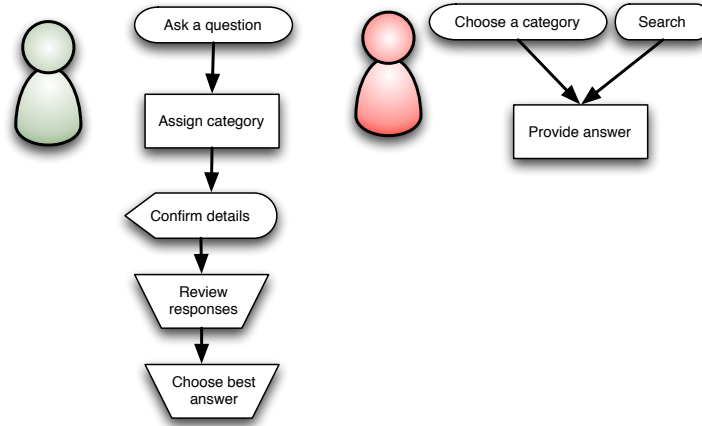 Ask a question
Assign category
Confirm details
Review
responses
Choose best
answer
Choose a category
Search
Provide answer